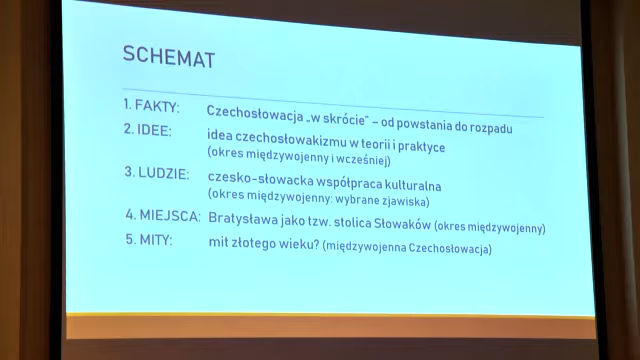 SCHEMAT
1. FAKTY: Czechosłowacja „w skrócie" – od powstania do rozpadu
2. IDEE: idea czechosłowakizmu w teorii i praktyce
(okres międzywojenny i wcześniej)
3. LUDZIE: czesko-słowacka współpraca kulturalna
(okres międzywojenny: wybrane zjawiska)
4. MIEJSCA: Bratysława jako tzw. stolica Słowaków (okres międzywojenny)
5. MITY: mit złotego wieku? (międzywojenna Czechosłowacja)